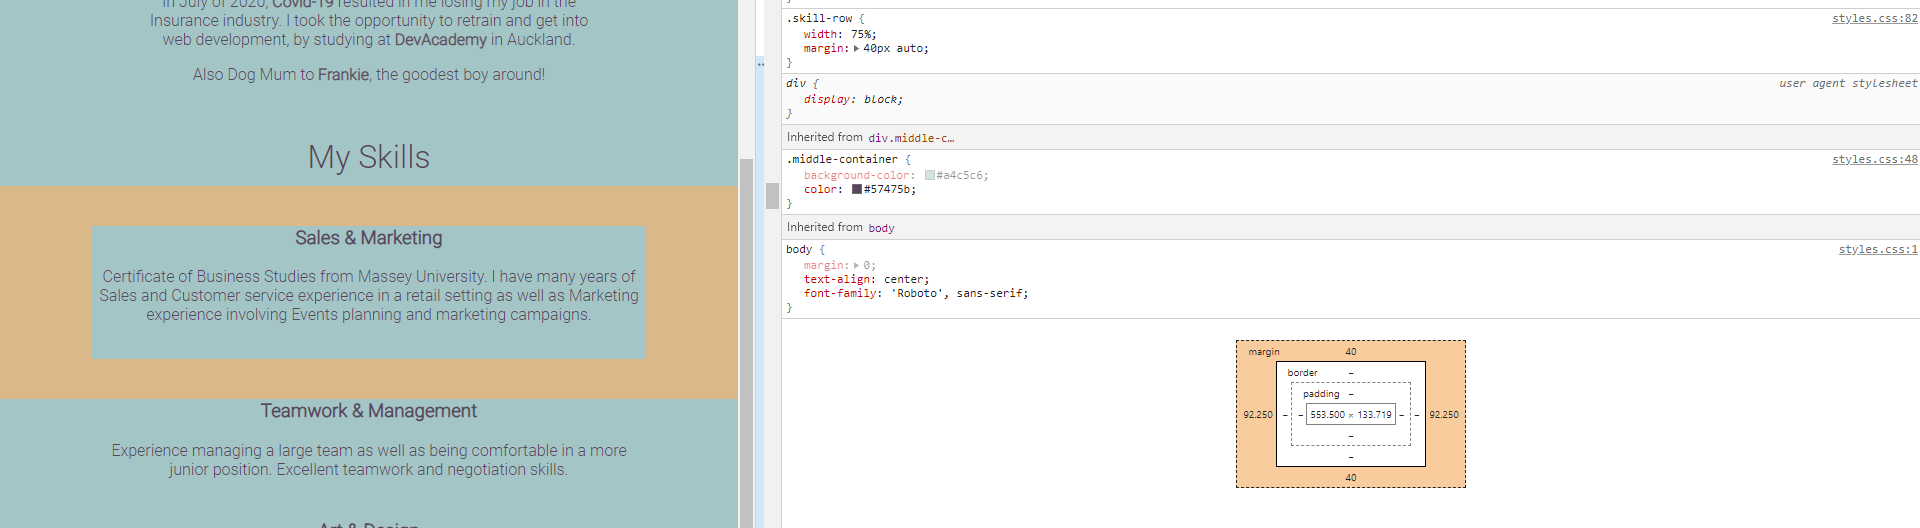 In July of 2020, Covid-19 resulted in me losing my job in the
Insurance industry. I took the opportunity to retrain and get into
web development, by studying at DevAcademy in Auckland.
Also Dog Mum to Frankie, the goodest boy around!
My Skills
Sales & Marketing
Certificate of Business Studies from Massey University. I have many years of
Sales and Customer service experience in a retail setting as well as Marketing
experience involving Events planning and marketing campaigns.
Teamwork & Management
Experience managing a large team as well as being comfortable in a more
junior position. Excellent teamwork and negotiation skills.
Art & Design
}
.skill-row { styles.css:82
width: 75%;
margin: 40px auto;
}
div { user agent stylesheet
display: block;
}
Inherited from div.middle-c…
.middle-container { styles.css:48
background-color: #a4c5c6;
color: #57475b;
}
Inherited from body
body { styles.css:1
margin: 0;
text-align: center;
font-family: 'Roboto', sans-serif;
}
margin 40
border –
padding –
92.250 – – 553.500 × 133.719 – – 92.250
–
–
40